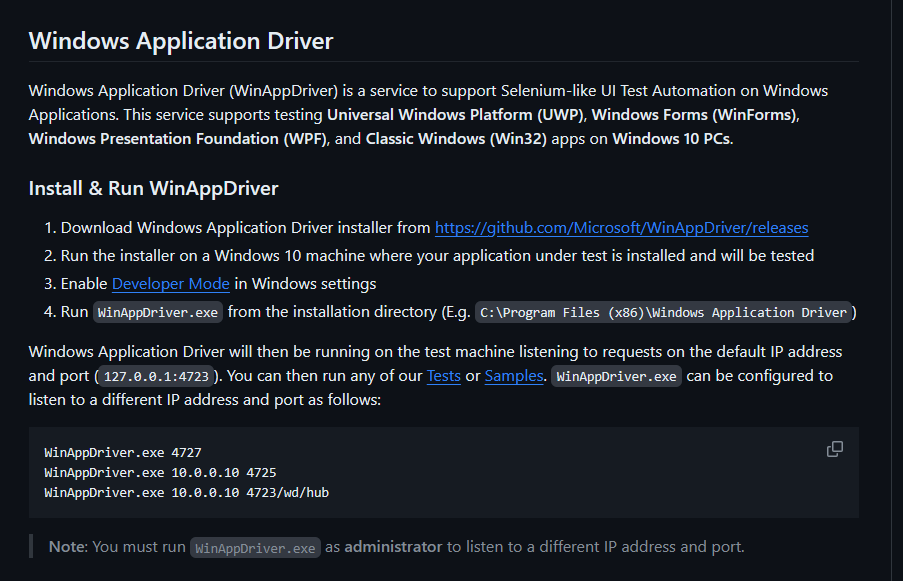 Windows Application Driver
Windows Application Driver (WinAppDriver) is a service to support Selenium-like UI Test Automation on Windows
Applications. This service supports testing Universal Windows Platform (UWP), Windows Forms (WinForms),
Windows Presentation Foundation (WPF), and Classic Windows (Win32) apps on Windows 10 PCs.
Install & Run WinAppDriver
1. Download Windows Application Driver installer from https://github.com/Microsoft/WinAppDriver/releases
2. Run the installer on a Windows 10 machine where your application under test is installed and will be tested
3. Enable Developer Mode in Windows settings
4. Run WinAppDriver.exe from the installation directory (E.g. C:\Program Files (x86)\Windows Application Driver)
Windows Application Driver will then be running on the test machine listening to requests on the default IP address
and port (127.0.0.1:4723). You can then run any of our Tests or Samples. WinAppDriver.exe can be configured to
listen to a different IP address and port as follows:
WinAppDriver.exe 4727
WinAppDriver.exe 10.0.0.10 4725
WinAppDriver.exe 10.0.0.10 4723/wd/hub
Note: You must run WinAppDriver.exe as administrator to listen to a different IP address and port.